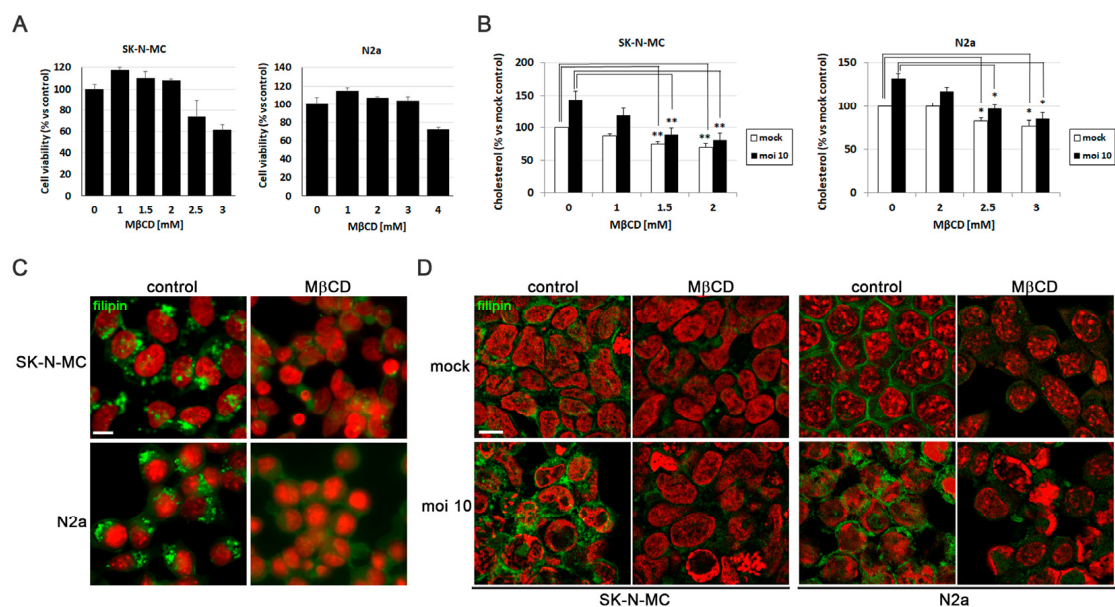 A
SK-N-MC
Cell viability (% vs control)
120
100
80
60
40
20
0
0 1 1.5 2 2.5 3
MβCD [mM]
N2a
Cell viability (% vs control)
140
120
100
80
60
40
20
0
0 1 2 3 4
MβCD [mM]
B
SK-N-MC
Cholesterol (% vs mock control)
200
150
100
50
0
** ** ** **
mock
moi 10
0 1 1.5 2
MβCD [mM]
N2a
Cholesterol (% vs mok control)
150
100
50
0
* * * *
mock
moi 10
0 2 2.5 3
MβCD [mM]
C
control MβCD
filipin
SK-N-MC
N2a
D
control MβCD control MβCD
filipin
mock
moi 10
SK-N-MC N2a